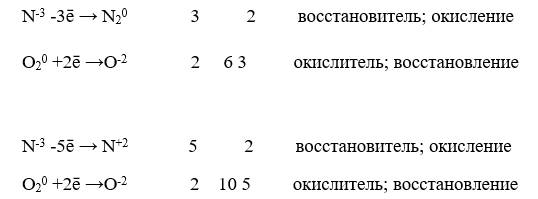 N⁻³ -3ē → N₂⁰ 3 2 восстановитель; окисление
O₂⁰ +2ē →O⁻² 2 6 3 окислитель; восстановление
N⁻³ -5ē → N⁺² 5 2 восстановитель; окисление
O₂⁰ +2ē →O⁻² 2 10 5 окислитель; восстановление